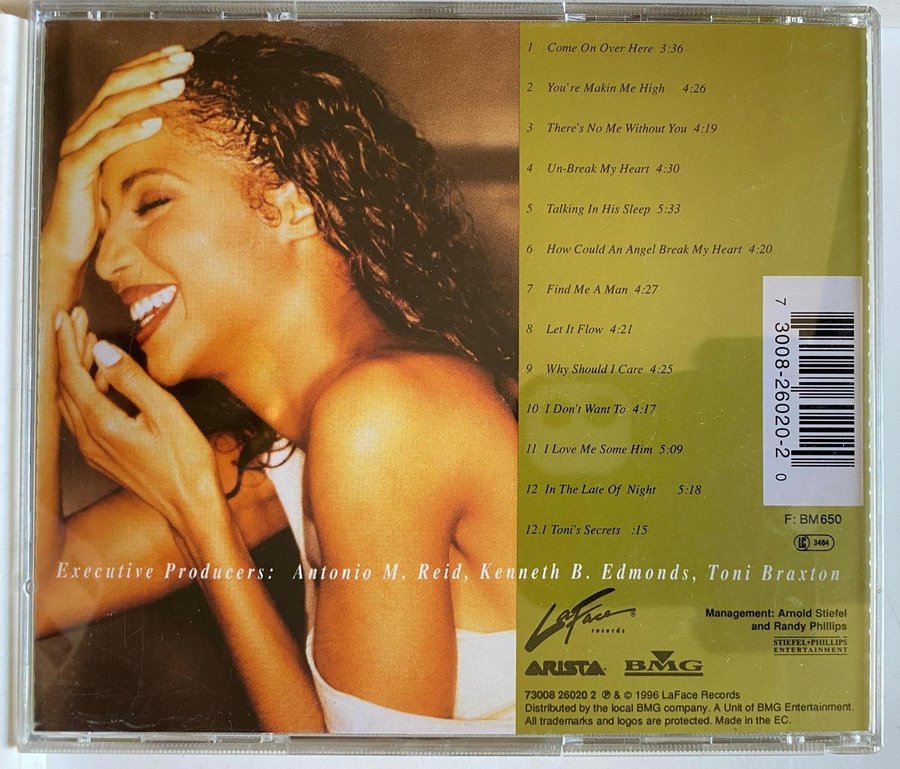 1 Come On Over Here 3:36
2 You're Makin Me High 4:26
3 There's No Me Without You 4:19
4 Un-Break My Heart 4:30
5 Talking In His Sleep 5:33
6 How Could An Angel Break My Heart 4:20
7 Find Me A Man 4:27
8 Let It Flow 4:21
9 Why Should I Care 4:25
10 I Don't Want To 4:17
11 I Love Me Some Him 5:09
12 In The Late Of Night 5:18
12.1 Toni's Secrets :15
7 3008-26020-2 0
F: BM650
LC 3484
Executive Producers: Antonio M. Reid, Kenneth B. Edmonds, Toni Braxton
LaFace ®
records
Management: Arnold Stiefel
and Randy Phillips
STIEFEL•PHILLIPS
ENTERTAINMENT
ARISTA
BMG
73008 26020 2 ℗ & © 1996 LaFace Records
Distributed by the local BMG company. A Unit of BMG Entertainment.
All trademarks and logos are protected. Made in the EC.